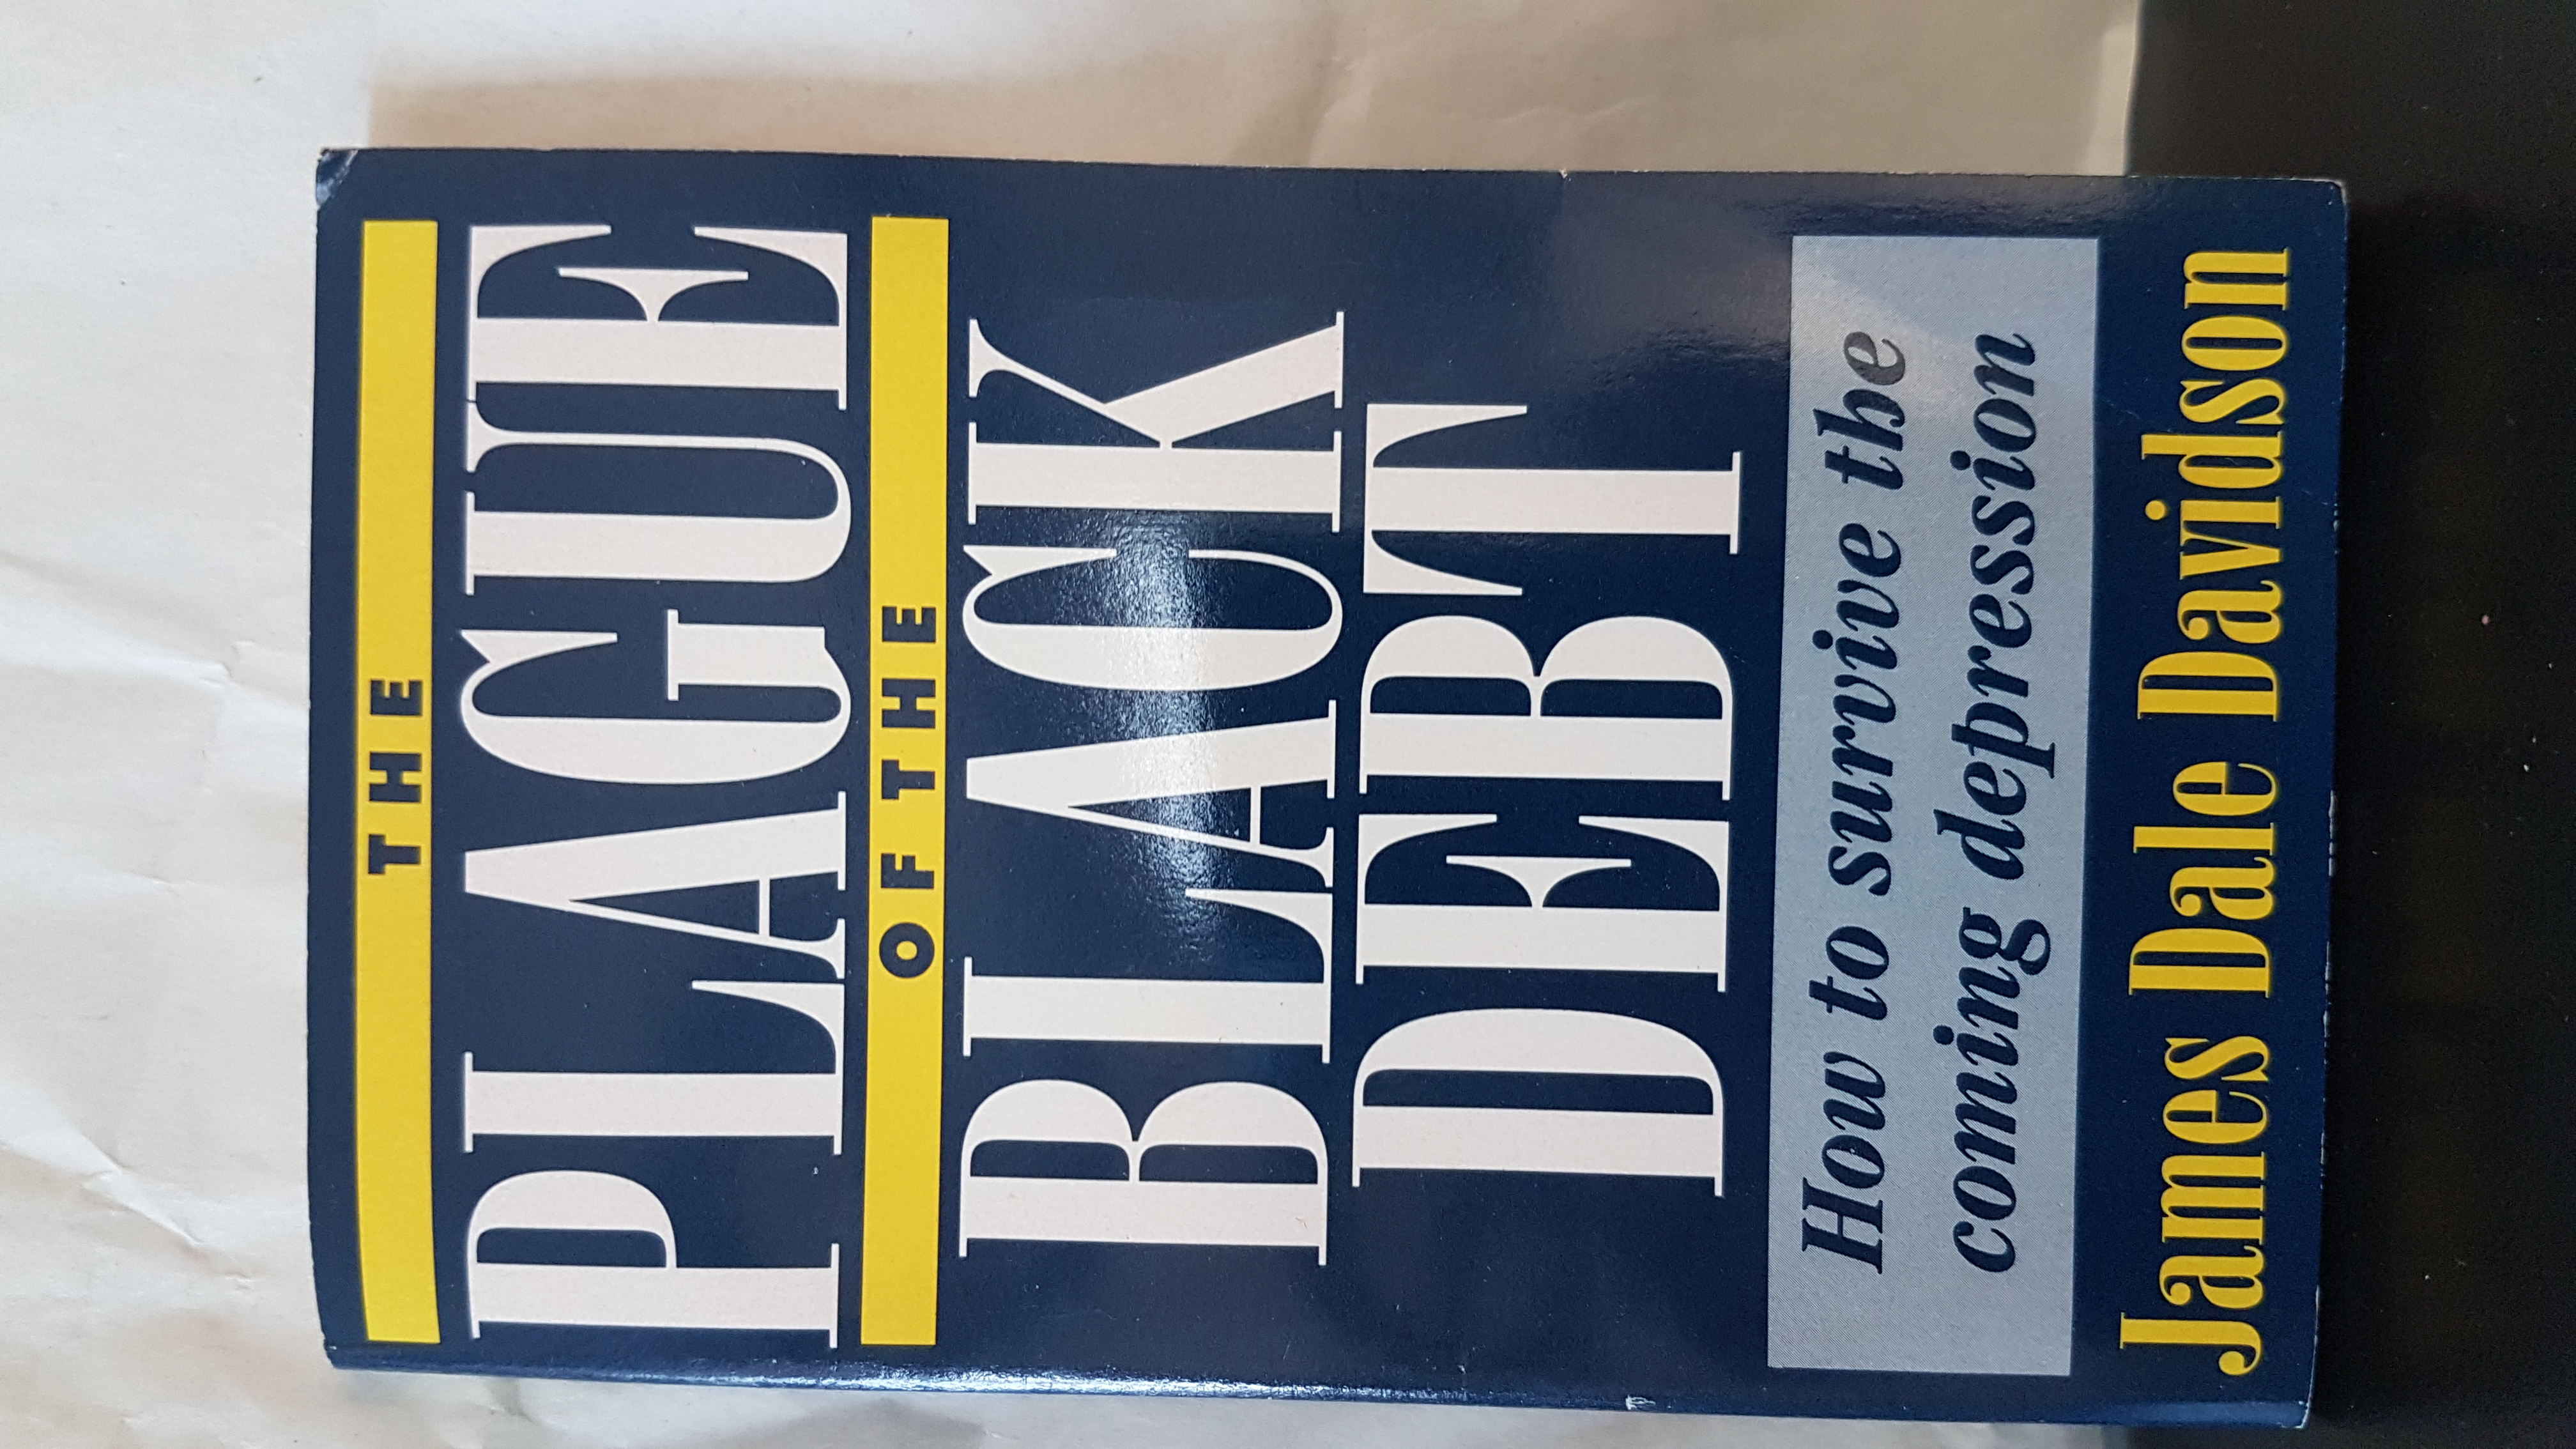 THE
PLAGUE
OF THE
BLACK
DEBT
How to survive the
coming depression
James Dale Davidson